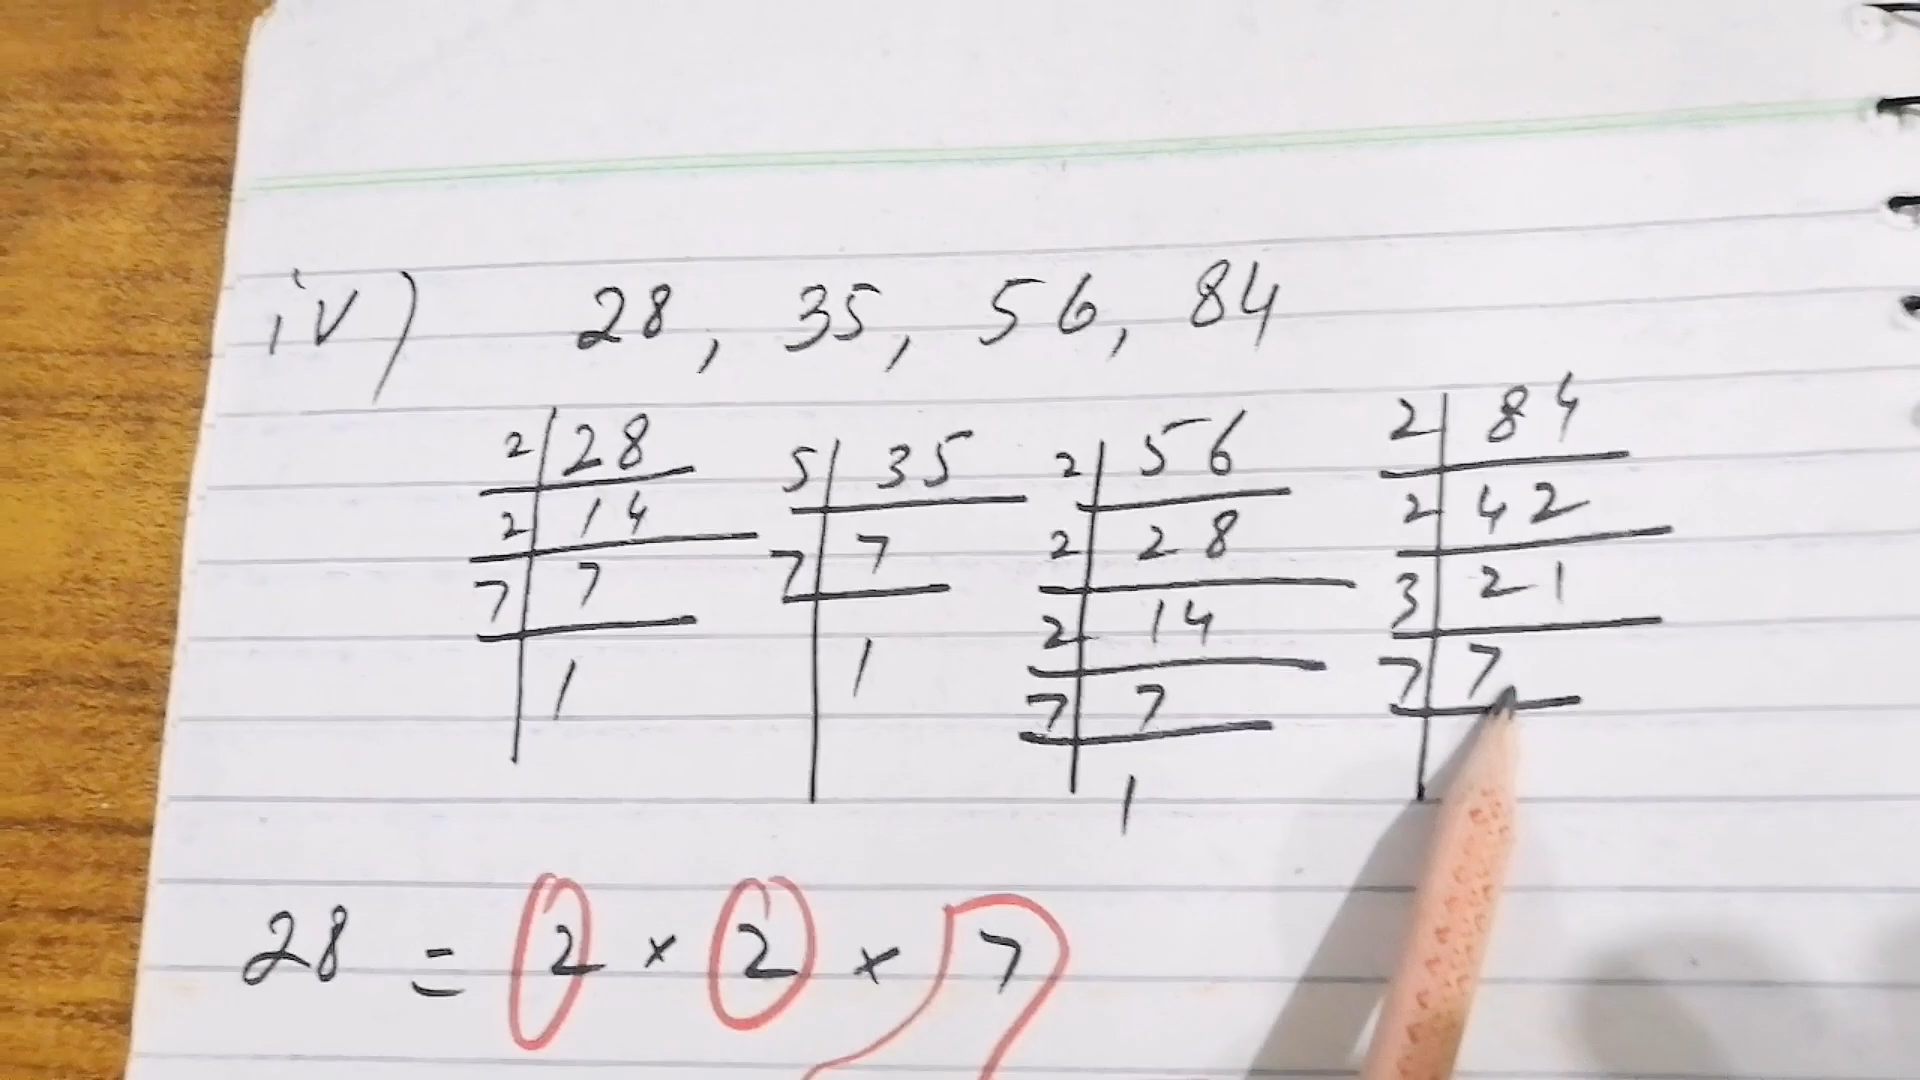 iv) 28, 35, 56, 84
2 28 5 35 2 56 2 84
2 14 7 7 2 28 2 42
7 7 1 2 14 3 21
1 7 7 7 7
1
28 = 2 × 2 × 7